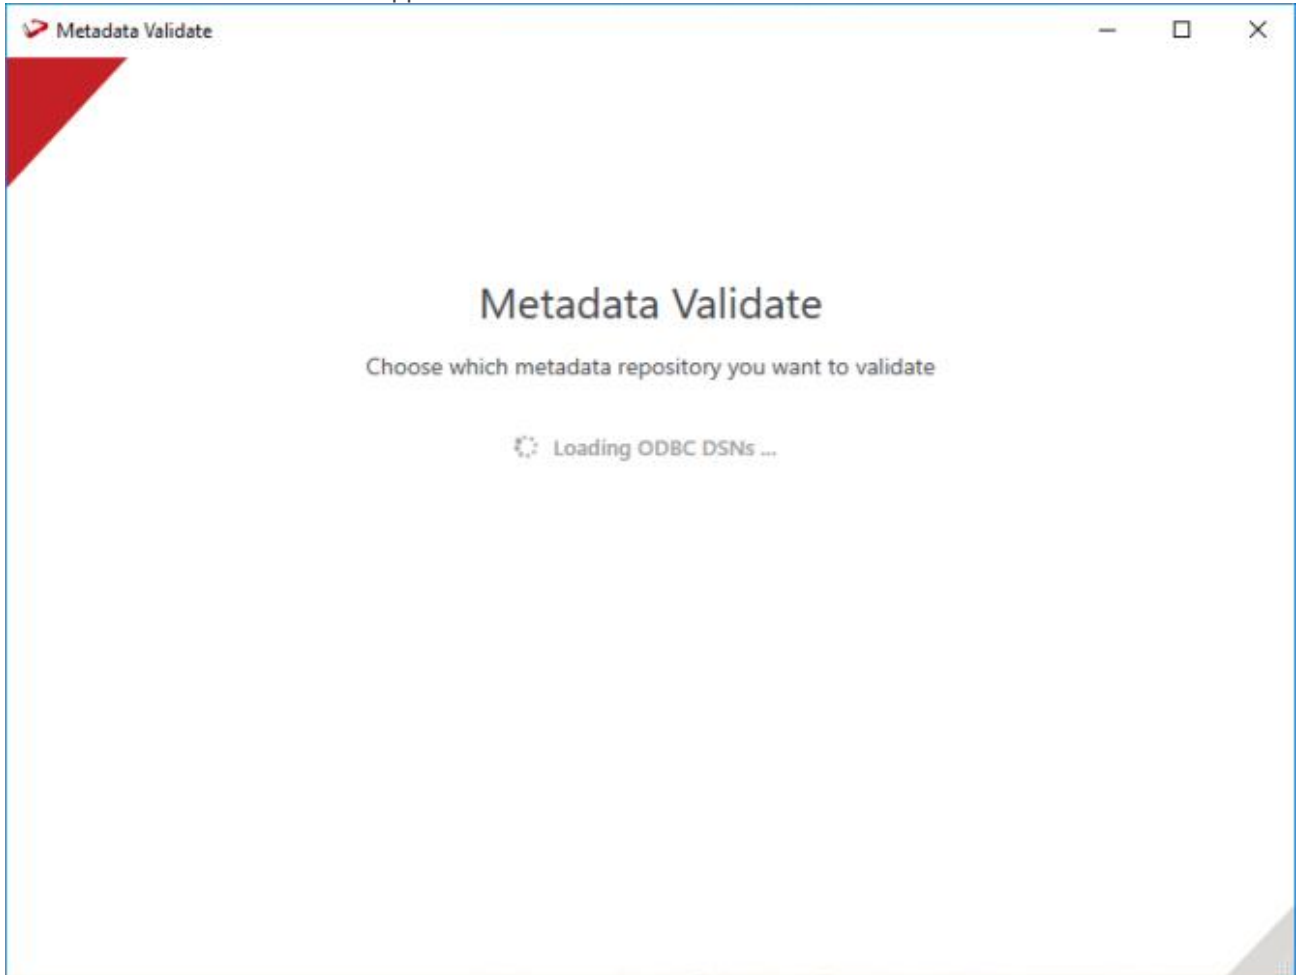 Metadata Validate
Metadata Validate
Choose which metadata repository you want to validate
Loading ODBC DSNs ...